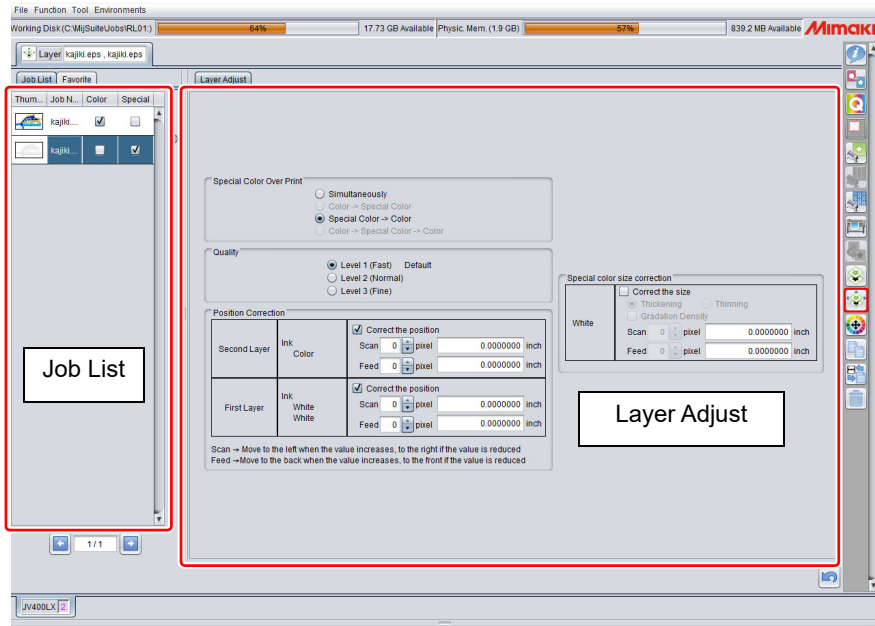 File Function Tool Environments
Working Disk (C:\MijSuite\Jobs\RL01:) 64% 17.73 GB Available Physic. Mem. (1.9 GB) 57% 839.2 MB Available Mimaki
Layer kajiki.eps , kajiki.eps
Job List Favorite Layer Adjust
Thum... Job N... Color Special
kajiki....
kajiki....
Special Color Over Print
Simultaneously
Color -> Special Color
Special Color -> Color
Color -> Special Color -> Color
Quality
Level 1 (Fast) Default
Level 2 (Normal)
Level 3 (Fine)
Position Correction
Second Layer
Ink
Color
Correct the position
Scan 0 pixel 0.0000000 inch
Feed 0 pixel 0.0000000 inch
First Layer
Ink
White
White
Correct the position
Scan 0 pixel 0.0000000 inch
Feed 0 pixel 0.0000000 inch
Scan → Move to the left when the value increases, to the right if the value is reduced
Feed →Move to the back when the value increases, to the front if the value is reduced
Special color size correction
White
Correct the size
Thickening Thinning
Gradation Density
Scan 0 pixel 0.0000000 inch
Feed 0 pixel 0.0000000 inch
Job List
Layer Adjust
1/1
JV400LX 2